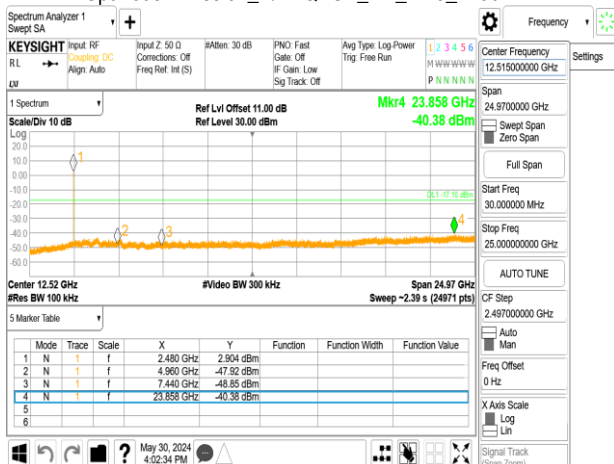 Spectrum Analyzer 1
Swept SA
Frequency
Settings
KEYSIGHT
RL
LXI
Input: RF
Coupling: DC
Align: Auto
Input Z: 50 Ω
Corrections: Off
Freq Ref: Int (S)
#Atten: 30 dB
PNO: Fast
Gate: Off
IF Gain: Low
Sig Track: Off
Avg Type: Log-Power
Trig: Free Run
1 2 3 4 5 6
M W W W W W
P N N N N N
1 Spectrum
Scale/Div 10 dB
Log
Ref Lvl Offset 11.00 dB
Ref Level 30.00 dBm
Mkr4 23.858 GHz
-40.38 dBm
20.0
10.0
0.00
-10.0
-20.0
-30.0
-40.0
-50.0
-60.0
1
2
3
4
DL1 -17.10 dBm
Center 12.52 GHz
#Video BW 300 kHz
Span 24.97 GHz
#Res BW 100 kHz
Sweep ~2.39 s (24971 pts)
5 Marker Table
Mode Trace Scale X Y Function Function Width Function Value
1 N 1 f 2.480 GHz 2.904 dBm
2 N 1 f 4.960 GHz -47.92 dBm
3 N 1 f 7.440 GHz -48.85 dBm
4 N 1 f 23.858 GHz -40.38 dBm
5
6
May 30, 2024
4:02:34 PM
Center Frequency
12.515000000 GHz
Span
24.9700000 GHz
Swept Span
Zero Span
Full Span
Start Freq
30.000000 MHz
Stop Freq
25.000000000 GHz
AUTO TUNE
CF Step
2.497000000 GHz
Auto
Man
Freq Offset
0 Hz
X Axis Scale
Log
Lin
Signal Track
(Span Zoom)